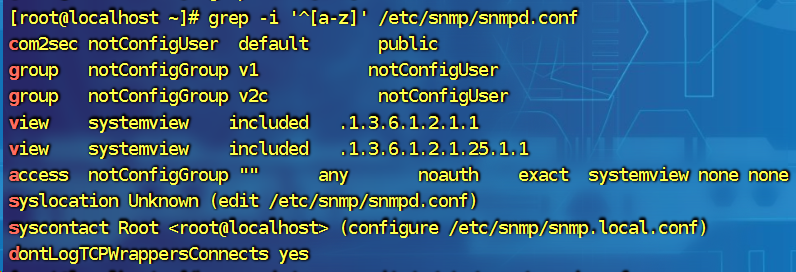 [root@localhost ~]# grep -i '^[a-z]' /etc/snmp/snmpd.conf
com2sec notConfigUser  default      public
group   notConfigGroup v1           notConfigUser
group   notConfigGroup v2c           notConfigUser
view    systemview    included   .1.3.6.1.2.1.1
view    systemview    included   .1.3.6.1.2.1.25.1.1
access  notConfigGroup ""      any       noauth    exact  systemview none none
syslocation Unknown (edit /etc/snmp/snmpd.conf)
syscontact Root <root@localhost> (configure /etc/snmp/snmp.local.conf)
dontLogTCPWrappersConnects yes